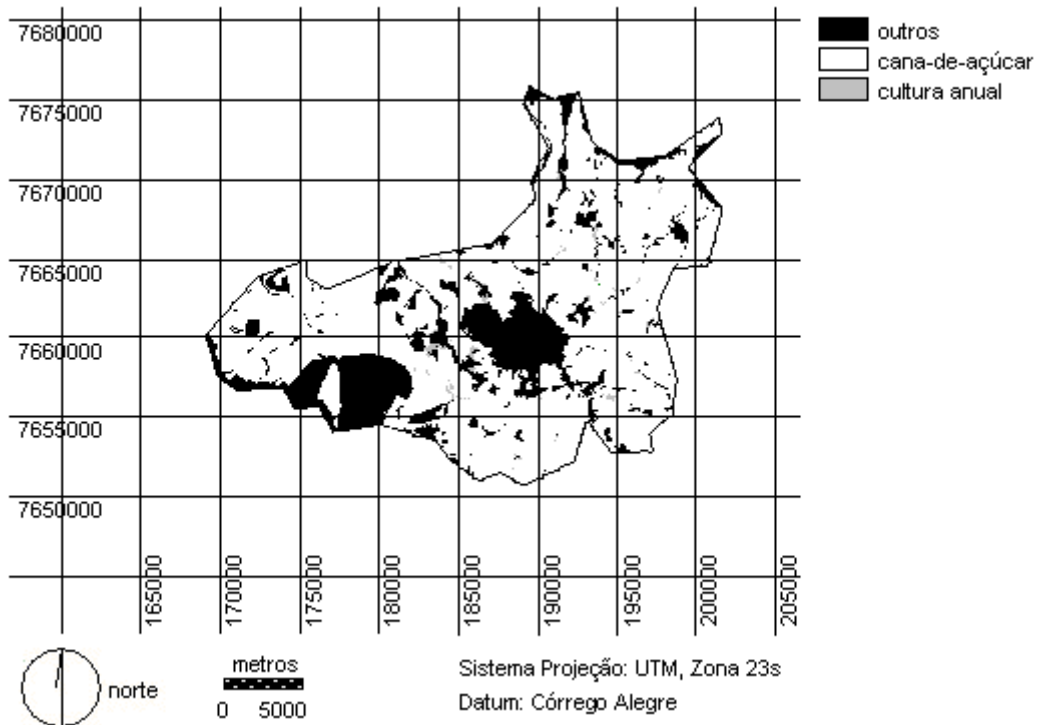 7680000
7675000
7670000
7665000
7660000
7655000
7650000
165000
170000
175000
180000
185000
190000
195000
200000
205000
outros
cana-de-açúcar
cultura anual
norte
metros
0 5000
Sistema Projeção: UTM, Zona 23s
Datum: Córrego Alegre